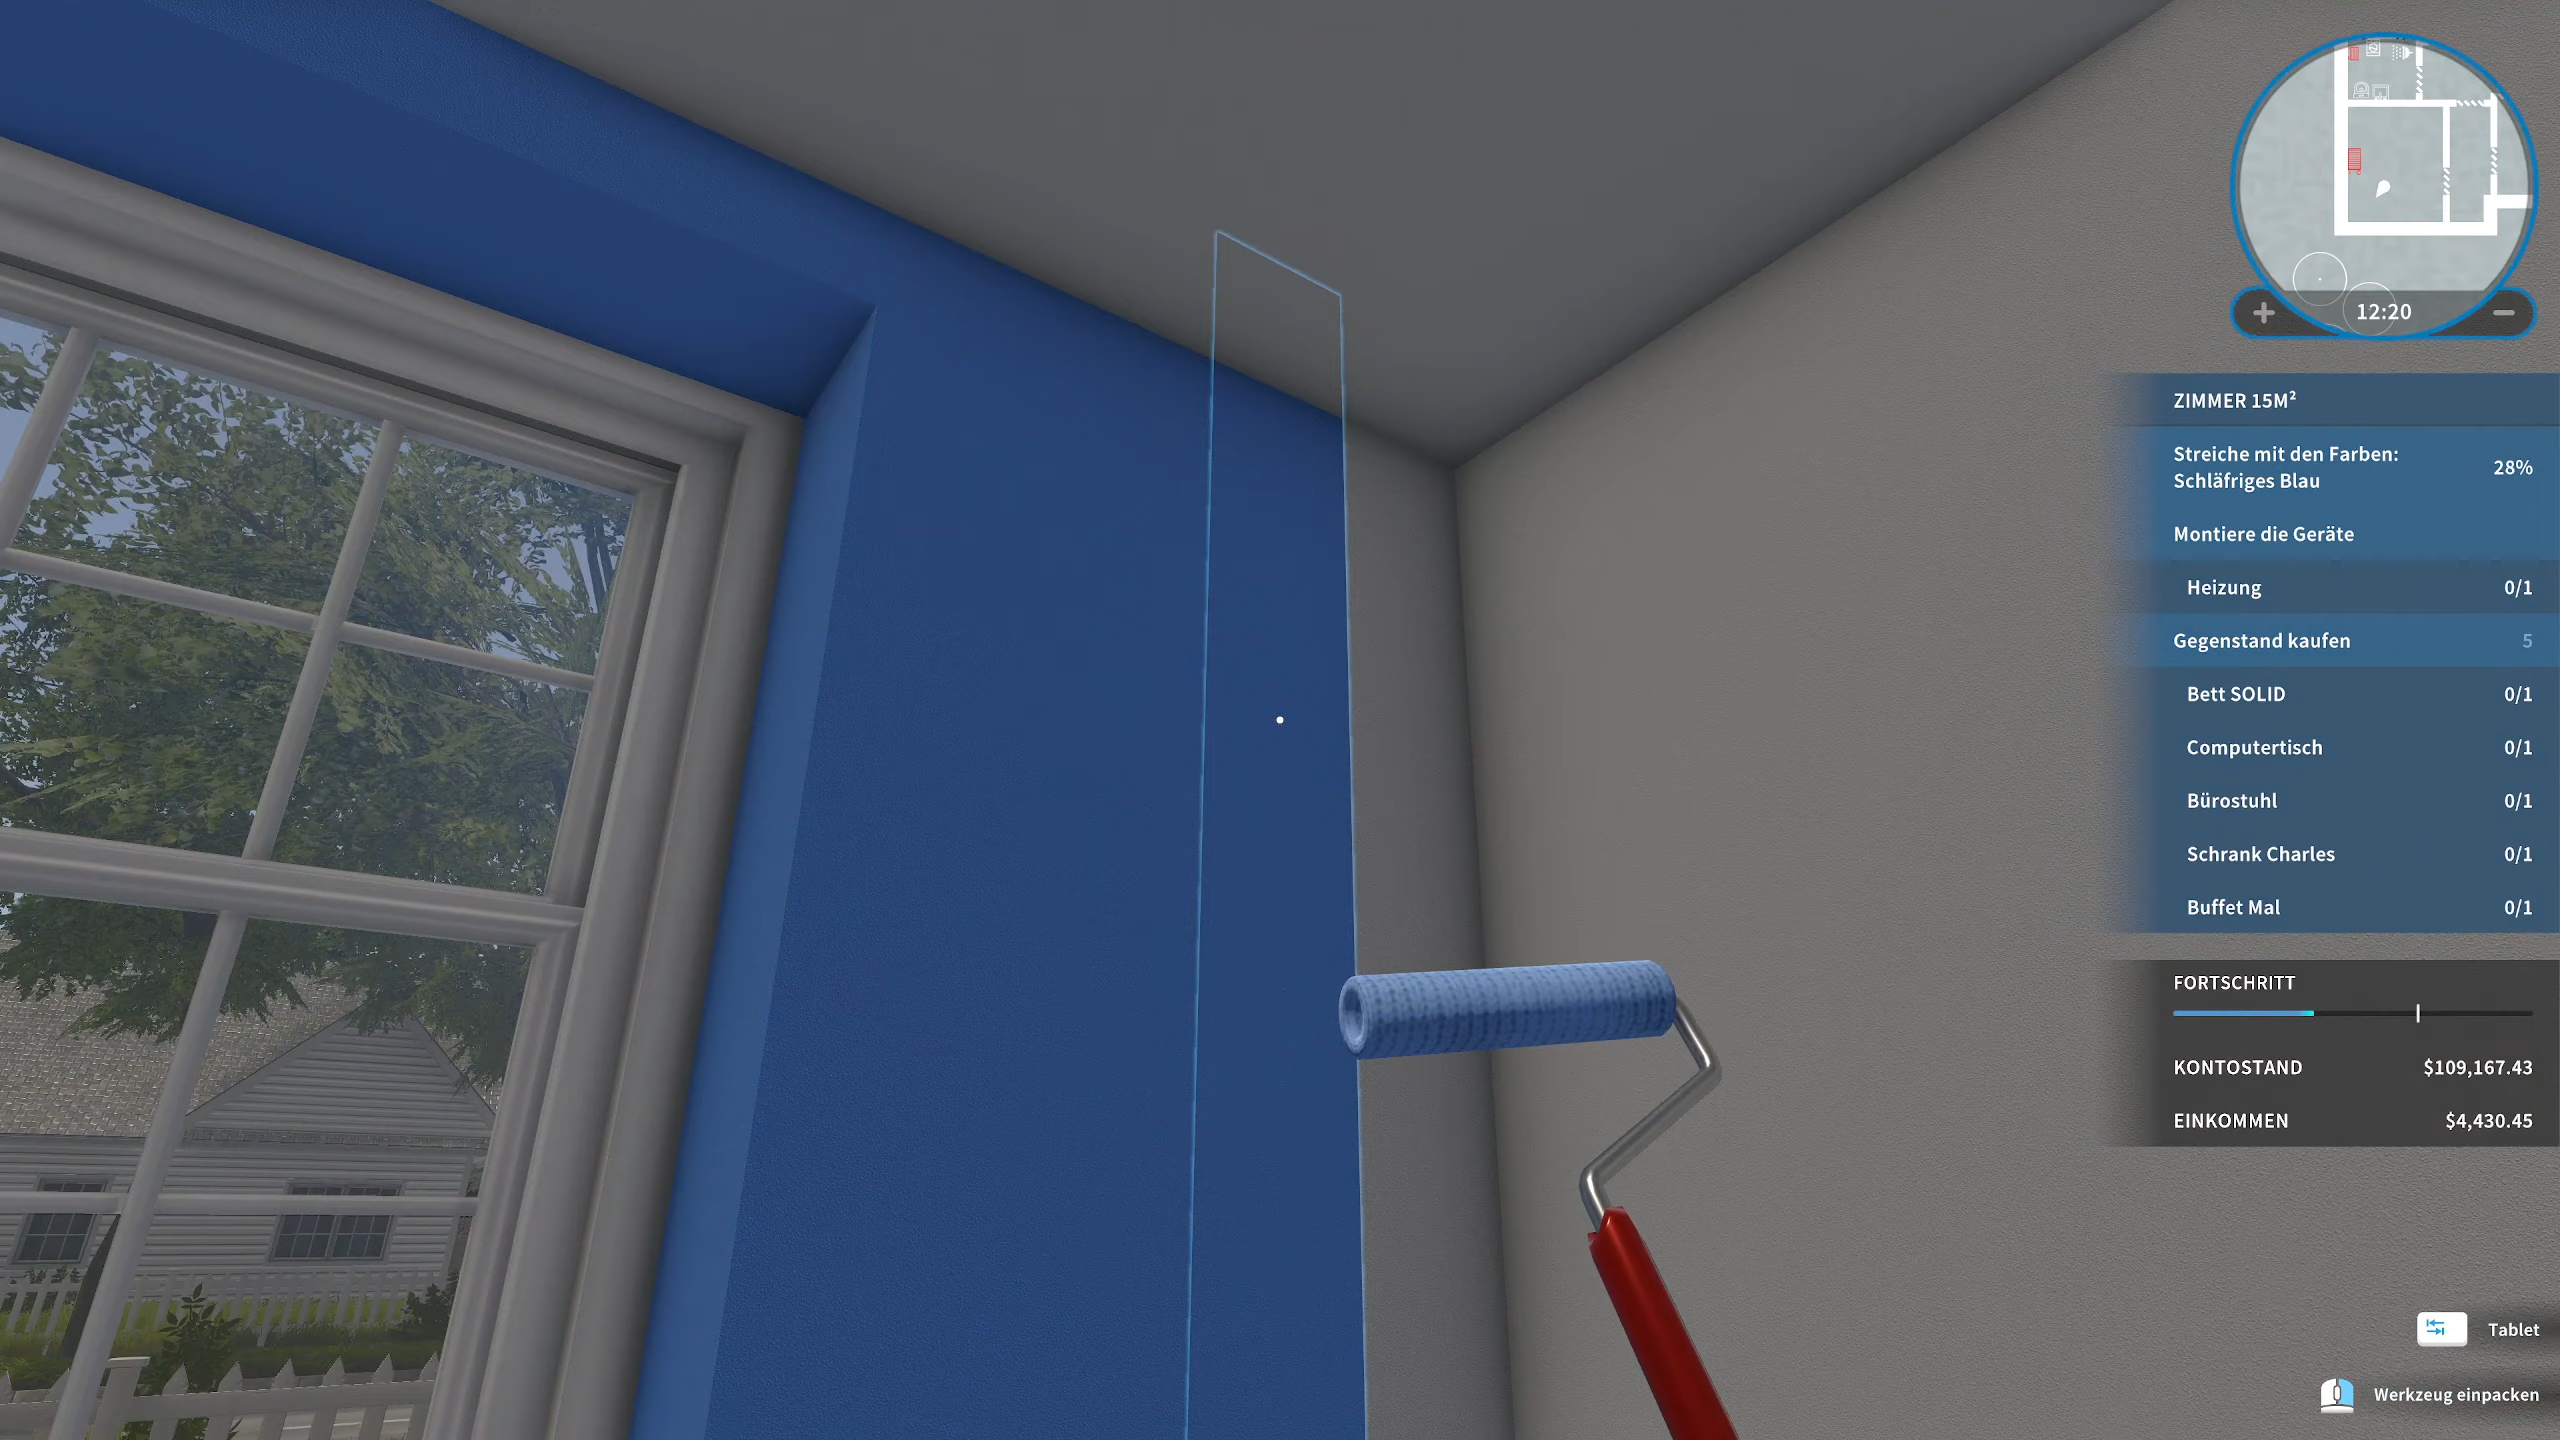 12:20
ZIMMER 15M²
Streiche mit den Farben:
Schläfriges Blau 28%
Montiere die Geräte
Heizung 0/1
Gegenstand kaufen 5
Bett SOLID 0/1
Computertisch 0/1
Bürostuhl 0/1
Schrank Charles 0/1
Buffet Mal 0/1
FORTSCHRITT
KONTOSTAND $109,167.43
EINKOMMEN $4,430.45
Tablet
Werkzeug einpacken